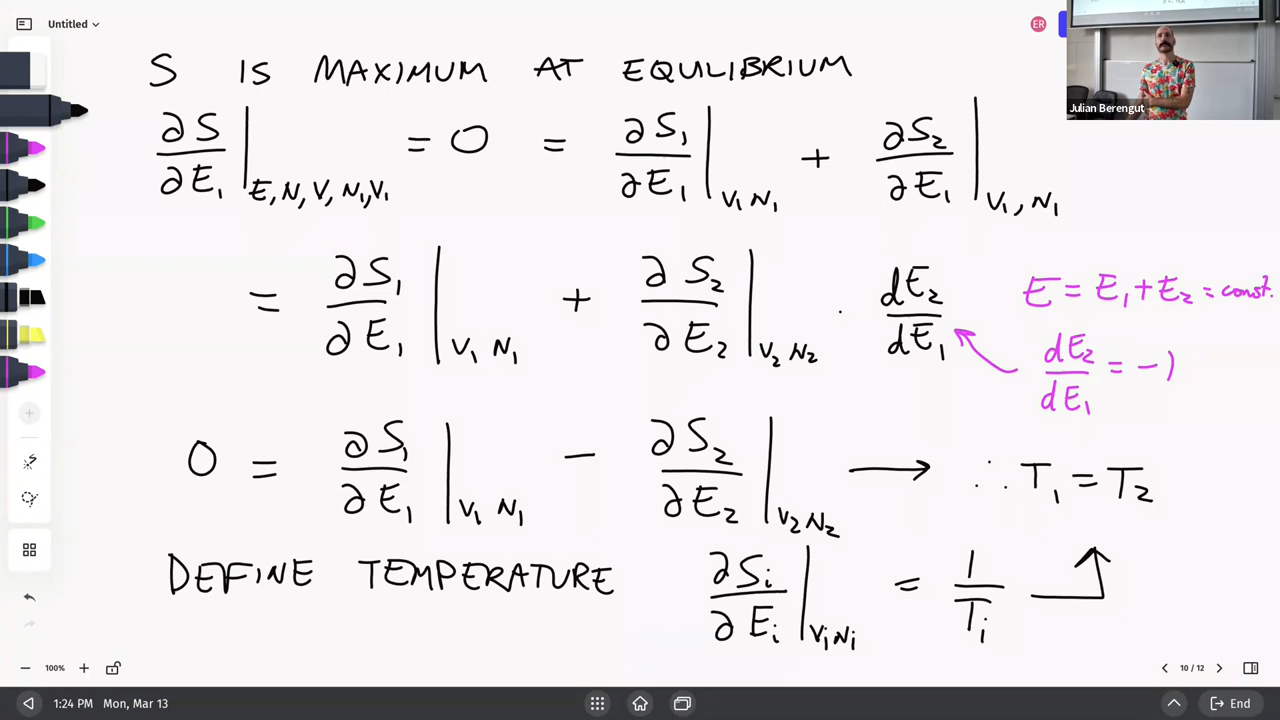 Untitled
ER
S IS MAXIMUM AT EQULIBRIUM
Julian Berengut
∂S/∂E₁ |E,N,V,N₁,V₁ = 0 = ∂S₁/∂E₁ |V₁N₁ + ∂S₂/∂E₁ |V₁,N₁
= ∂S₁/∂E₁ |V₁N₁ + ∂S₂/∂E₂ |V₂N₂ · dE₂/dE₁
E = E₁ + E₂ = const.
dE₂/dE₁ = -1
0 = ∂S₁/∂E₁ |V₁N₁ - ∂S₂/∂E₂ |V₂N₂ → ∴ T₁ = T₂
DEFINE TEMPERATURE ∂Sᵢ/∂Eᵢ |VᵢNᵢ = 1/Tᵢ
100%
10 / 12
1:24 PM Mon, Mar 13
End